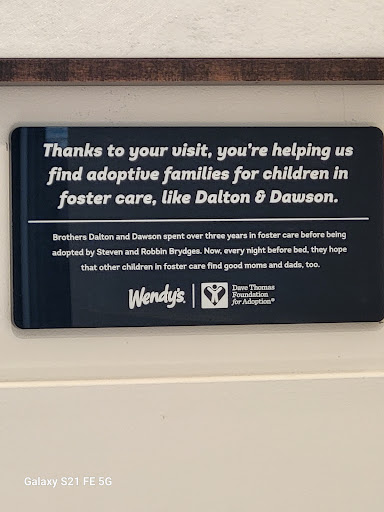 Thanks to your visit, you're helping us
find adoptive families for children in
foster care, like Dalton & Dawson.
Brothers Dalton and Dawson spent over three years in foster care before being
adopted by Steven and Robbin Brydges. Now, every night before bed, they hope
that other children in foster care find good moms and dads, too.
Wendy's.
Dave Thomas
Foundation
for Adoption®
Galaxy S21 FE 5G